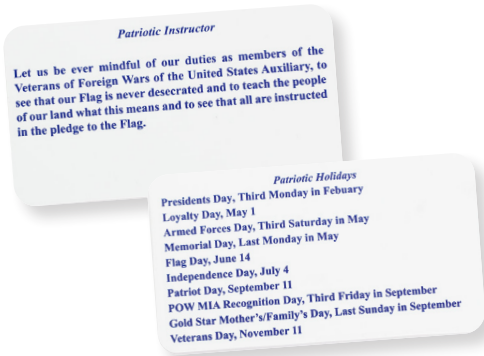 Patriotic Instructor
Let us be ever mindful of our duties as members of the
Veterans of Foreign Wars of the United States Auxiliary, to
see that our Flag is never desecrated and to teach the people
of our land what this means and to see that all are instructed
in the pledge to the Flag.
Patriotic Holidays
Presidents Day, Third Monday in Febuary
Loyalty Day, May 1
Armed Forces Day, Third Saturday in May
Memorial Day, Last Monday in May
Flag Day, June 14
Independence Day, July 4
Patriot Day, September 11
POW MIA Recognition Day, Third Friday in September
Gold Star Mother's/Family's Day, Last Sunday in September
Veterans Day, November 11